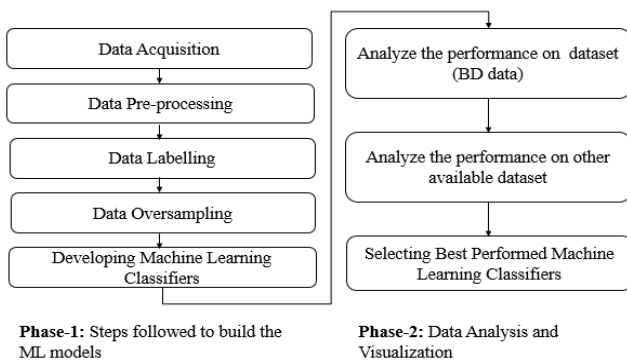 Data Acquisition
Data Pre-processing
Data Labelling
Data Oversampling
Developing Machine Learning
Classifiers
Phase-1: Steps followed to build the
ML models
Analyze the performance on dataset
(BD data)
Analyze the performance on other
available dataset
Selecting Best Performed Machine
Learning Classifiers
Phase-2: Data Analysis and
Visualization